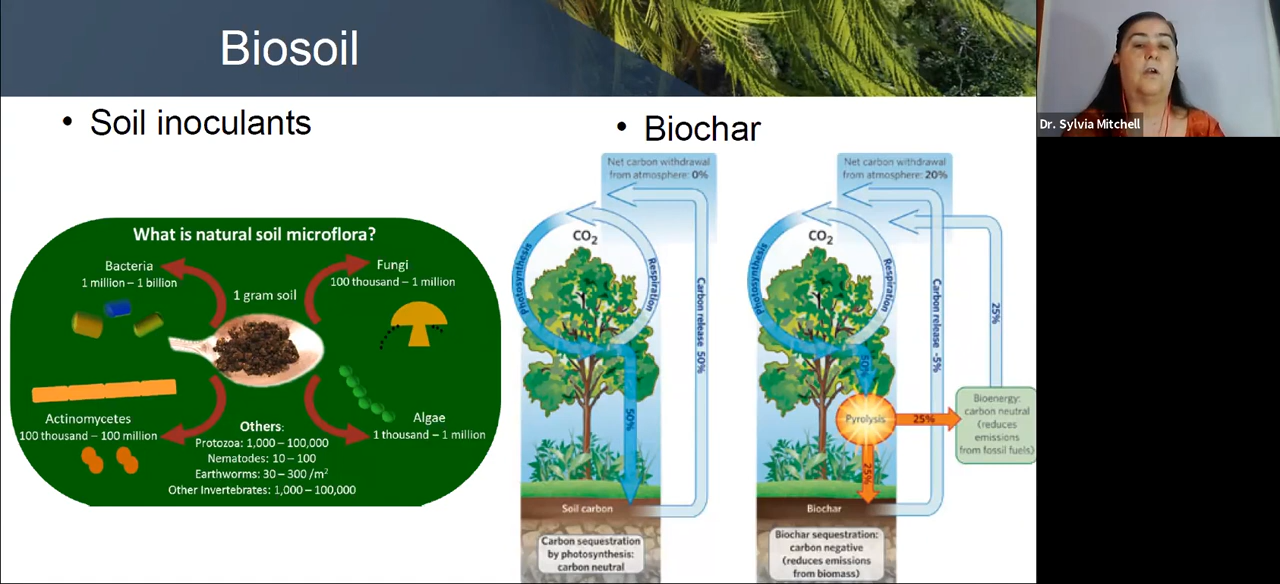 Biosoil
• Soil inoculants
What is natural soil microflora?
Bacteria
1 million – 1 billion
1 gram soil
Fungi
100 thousand – 1 million
Actinomycetes
100 thousand – 100 million
Others:
Protozoa: 1,000 – 100,000
Nematodes: 10 – 100
Earthworms: 30 – 300 /m²
Other Invertebrates: 1,000 – 100,000
Algae
1 thousand – 1 million
• Biochar
Net carbon withdrawal
from atmosphere: 0%
CO₂
Photosynthesis
Respiration
Carbon release 50%
50%
Soil carbon
Carbon sequestration
by photosynthesis:
carbon neutral
Net carbon withdrawal
from atmosphere: 20%
CO₂
Photosynthesis
Respiration
Carbon release -5%
25%
50%
Pyrolysis
25%
25%
Bioenergy:
carbon neutral
(reduces
emissions
from fossil fuels)
Biochar
Biochar sequestration:
carbon negative
(reduces emissions
from biomass)
Dr. Sylvia Mitchell